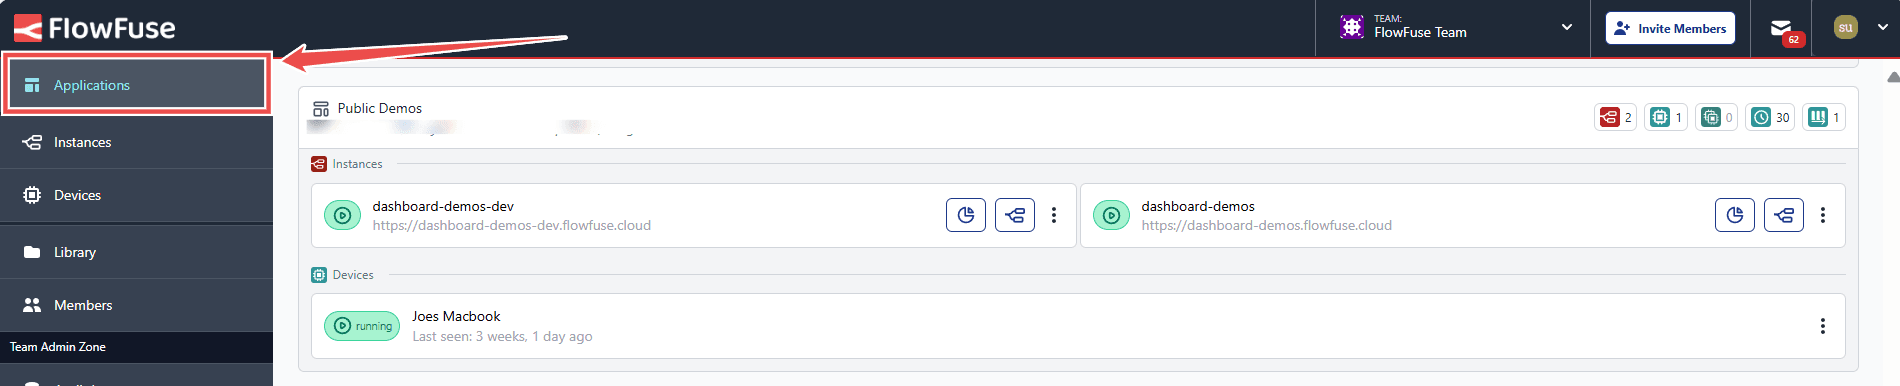 FlowFuse
TEAM:
FlowFuse Team
Invite Members
62
su
Applications
Instances
Devices
Library
Members
Team Admin Zone
Public Demos
2
1
0
30
1
Instances
dashboard-demos-dev
https://dashboard-demos-dev.flowfuse.cloud
dashboard-demos
https://dashboard-demos.flowfuse.cloud
Devices
running
Joes Macbook
Last seen: 3 weeks, 1 day ago